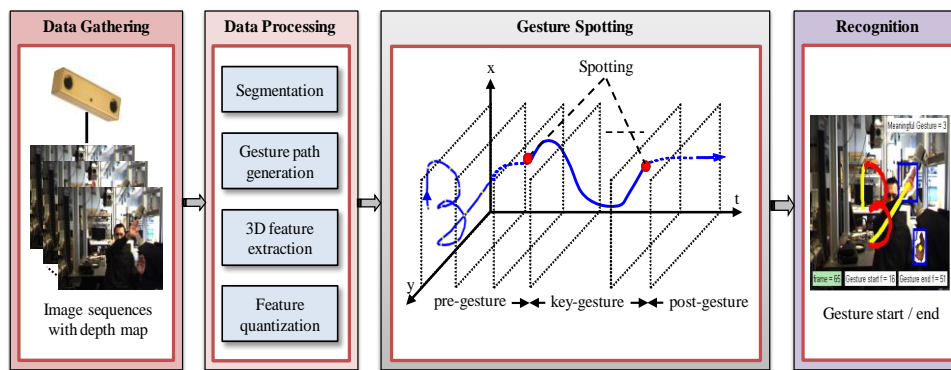 Data Gathering
Image sequences
with depth map
Data Processing
Segmentation
Gesture path
generation
3D feature
extraction
Feature
quantization
Gesture Spotting
x
Spotting
t
y
pre-gesture
key-gesture
post-gesture
Recognition
Meaningful Gesture = 3
frame = 65
Gesture start f = 16
Gesture end f = 51
Gesture start / end